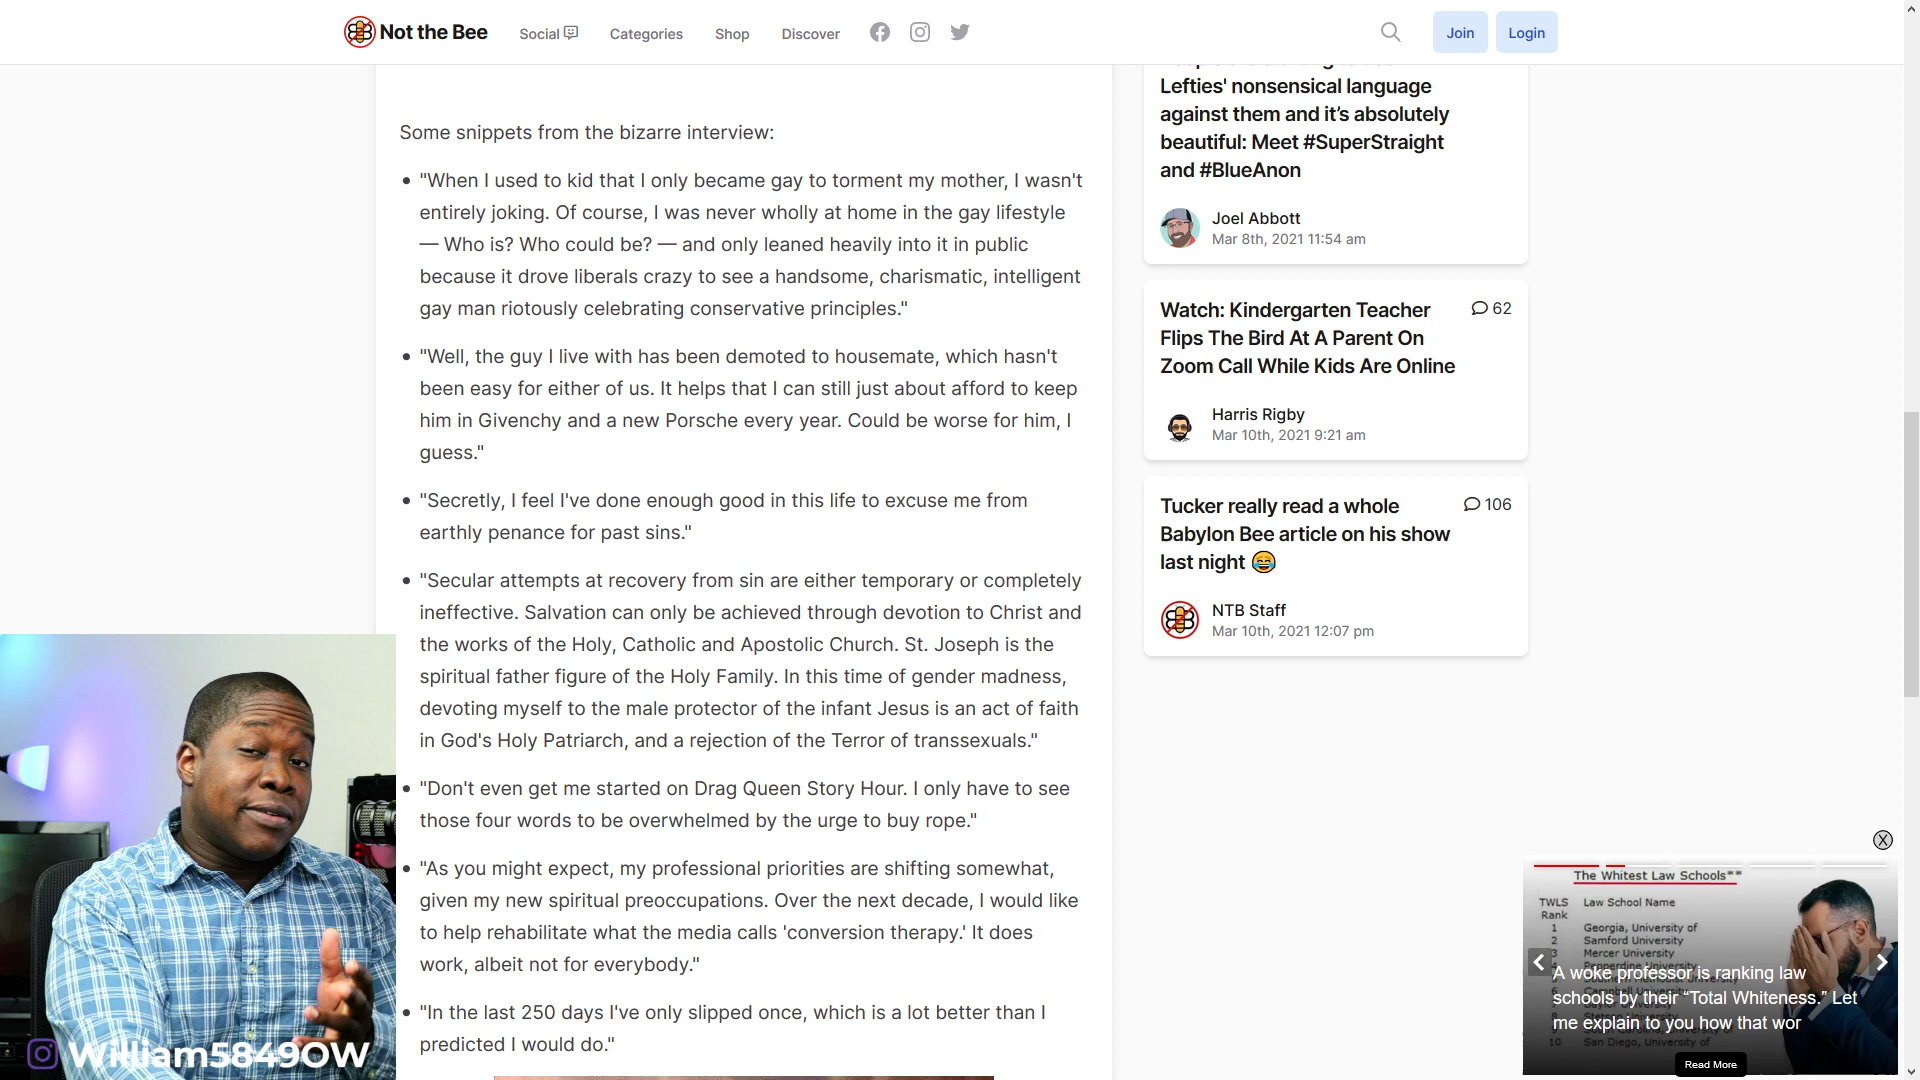 Not the Bee
Social
Categories
Shop
Discover
Join
Login
Some snippets from the bizarre interview:
"When I used to kid that I only became gay to torment my mother, I wasn't
entirely joking. Of course, I was never wholly at home in the gay lifestyle
— Who is? Who could be? — and only leaned heavily into it in public
because it drove liberals crazy to see a handsome, charismatic, intelligent
gay man riotously celebrating conservative principles."
"Well, the guy I live with has been demoted to housemate, which hasn't
been easy for either of us. It helps that I can still just about afford to keep
him in Givenchy and a new Porsche every year. Could be worse for him, I
guess."
"Secretly, I feel I've done enough good in this life to excuse me from
earthly penance for past sins."
"Secular attempts at recovery from sin are either temporary or completely
ineffective. Salvation can only be achieved through devotion to Christ and
the works of the Holy, Catholic and Apostolic Church. St. Joseph is the
spiritual father figure of the Holy Family. In this time of gender madness,
devoting myself to the male protector of the infant Jesus is an act of faith
in God's Holy Patriarch, and a rejection of the Terror of transsexuals."
"Don't even get me started on Drag Queen Story Hour. I only have to see
those four words to be overwhelmed by the urge to buy rope."
"As you might expect, my professional priorities are shifting somewhat,
given my new spiritual preoccupations. Over the next decade, I would like
to help rehabilitate what the media calls 'conversion therapy.' It does
work, albeit not for everybody."
"In the last 250 days I've only slipped once, which is a lot better than I
predicted I would do."
Lefties' nonsensical language
against them and it’s absolutely
beautiful: Meet #SuperStraight
and #BlueAnon
Joel Abbott
Mar 8th, 2021 11:54 am
Watch: Kindergarten Teacher
Flips The Bird At A Parent On
Zoom Call While Kids Are Online
62
Harris Rigby
Mar 10th, 2021 9:21 am
Tucker really read a whole
Babylon Bee article on his show
last night 😂
106
NTB Staff
Mar 10th, 2021 12:07 pm
X
The Whitest Law Schools**
TWLS Rank Law School Name
1 Georgia, University of
2 Samford University
3 Mercer University
10 San Diego, University of
A woke professor is ranking law
schools by their “Total Whiteness.” Let
me explain to you how that wor
Read More
William5849OW